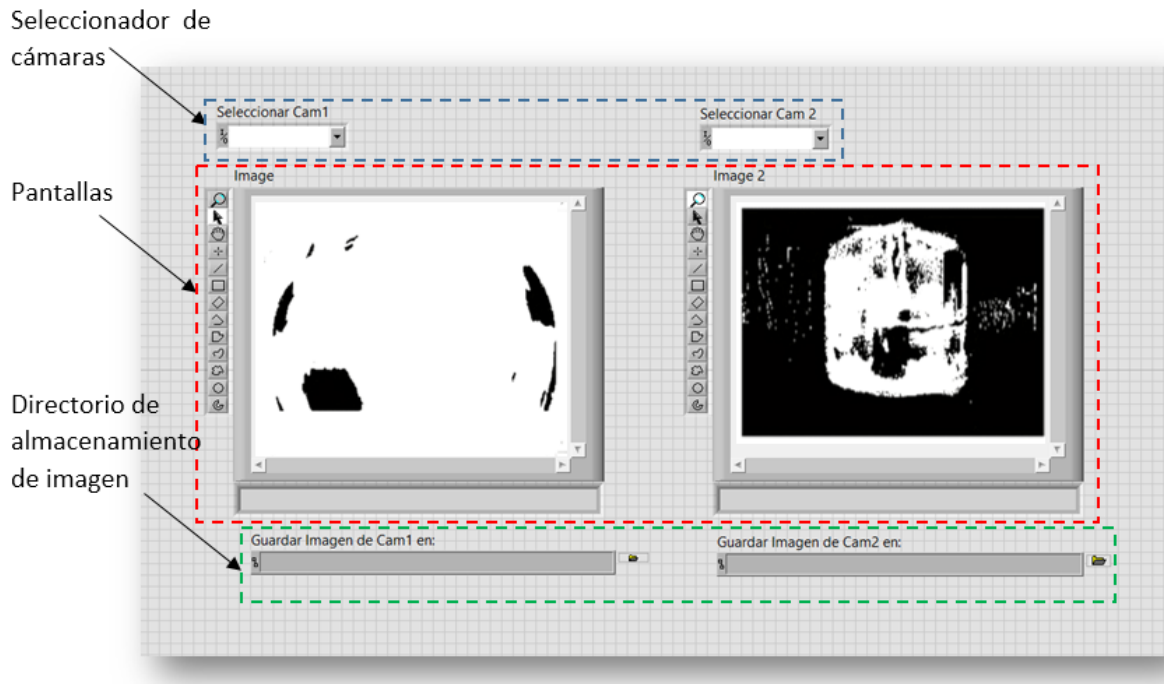 Seleccionador de
cámaras
Seleccionar Cam1
Seleccionar Cam 2
Pantallas
Image
Image 2
Directorio de
almacenamiento
de imagen
Guardar Imagen de Cam1 en:
Guardar Imagen de Cam2 en: